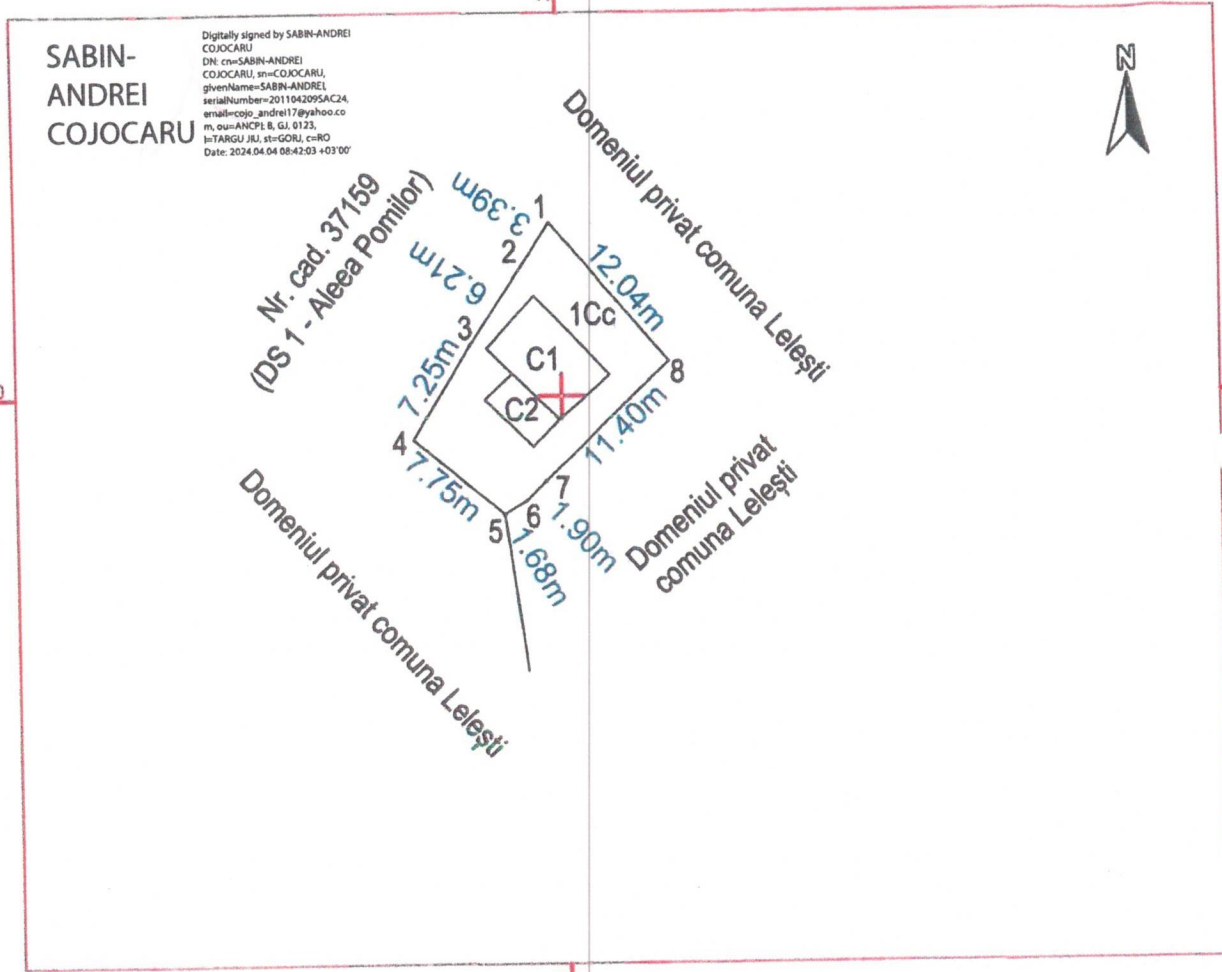 SABIN-
ANDREI
COJOCARU
Digitally signed by SABIN-ANDREI
COJOCARU
DN: cn=SABIN-ANDREI
COJOCARU, sn=COJOCARU,
givenName=SABIN-ANDREI,
serialNumber=201104209SAC24,
email=cojo_andrei17@yahoo.co
m, ou=ANCPI: B, GJ, 0123,
l=TARGU JIU, st=GORJ, c=RO
Date: 2024.04.04 08:42:03 +03'00'
N
Domeniul privat comuna Lelești
Nr. cad. 37159
(DS 1 - Aleea Pomilor)
3.39m
1
2
6.21m
12.04m
3
1Cc
C1
8
7.25m
C2
11.40m
4
7.75m
7
6
5
1.90m
1.68m
Domeniul privat
comuna Lelești
Domeniul privat comuna Lelești